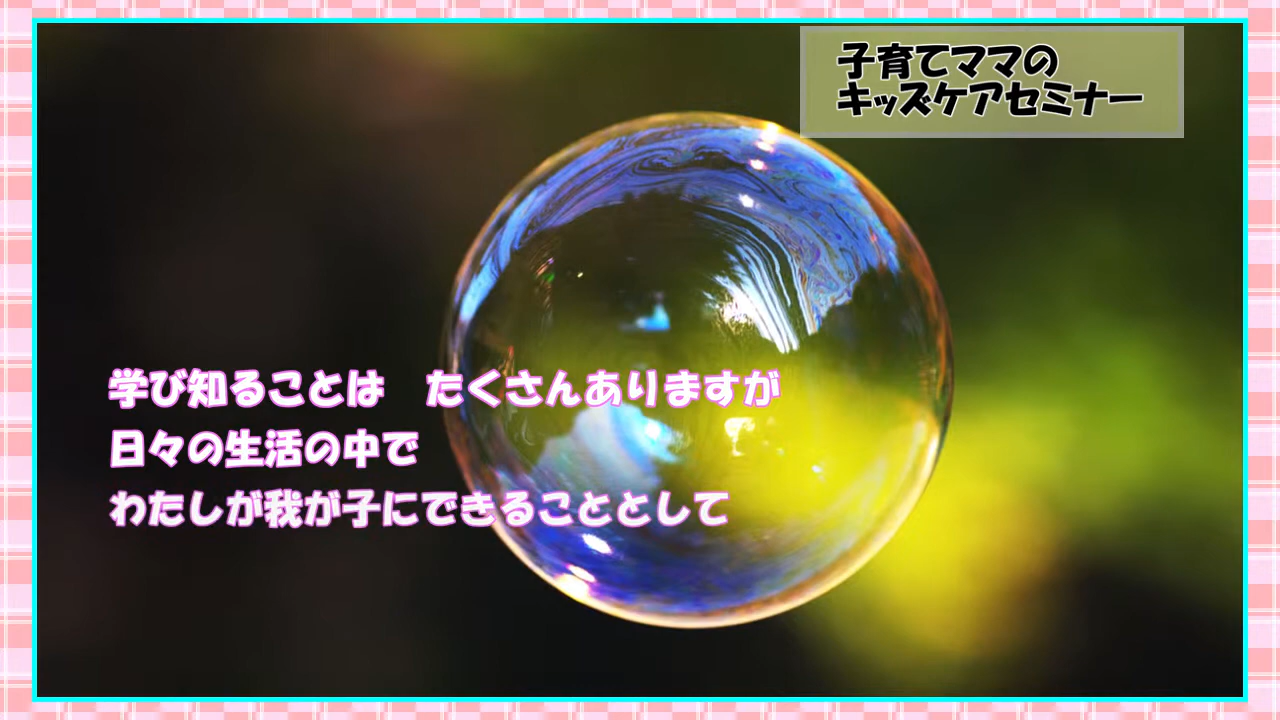 子育てママの
キッズケアセミナー
学び知ることは　たくさんありますが
日々の生活の中で
わたしが我が子にできることとして